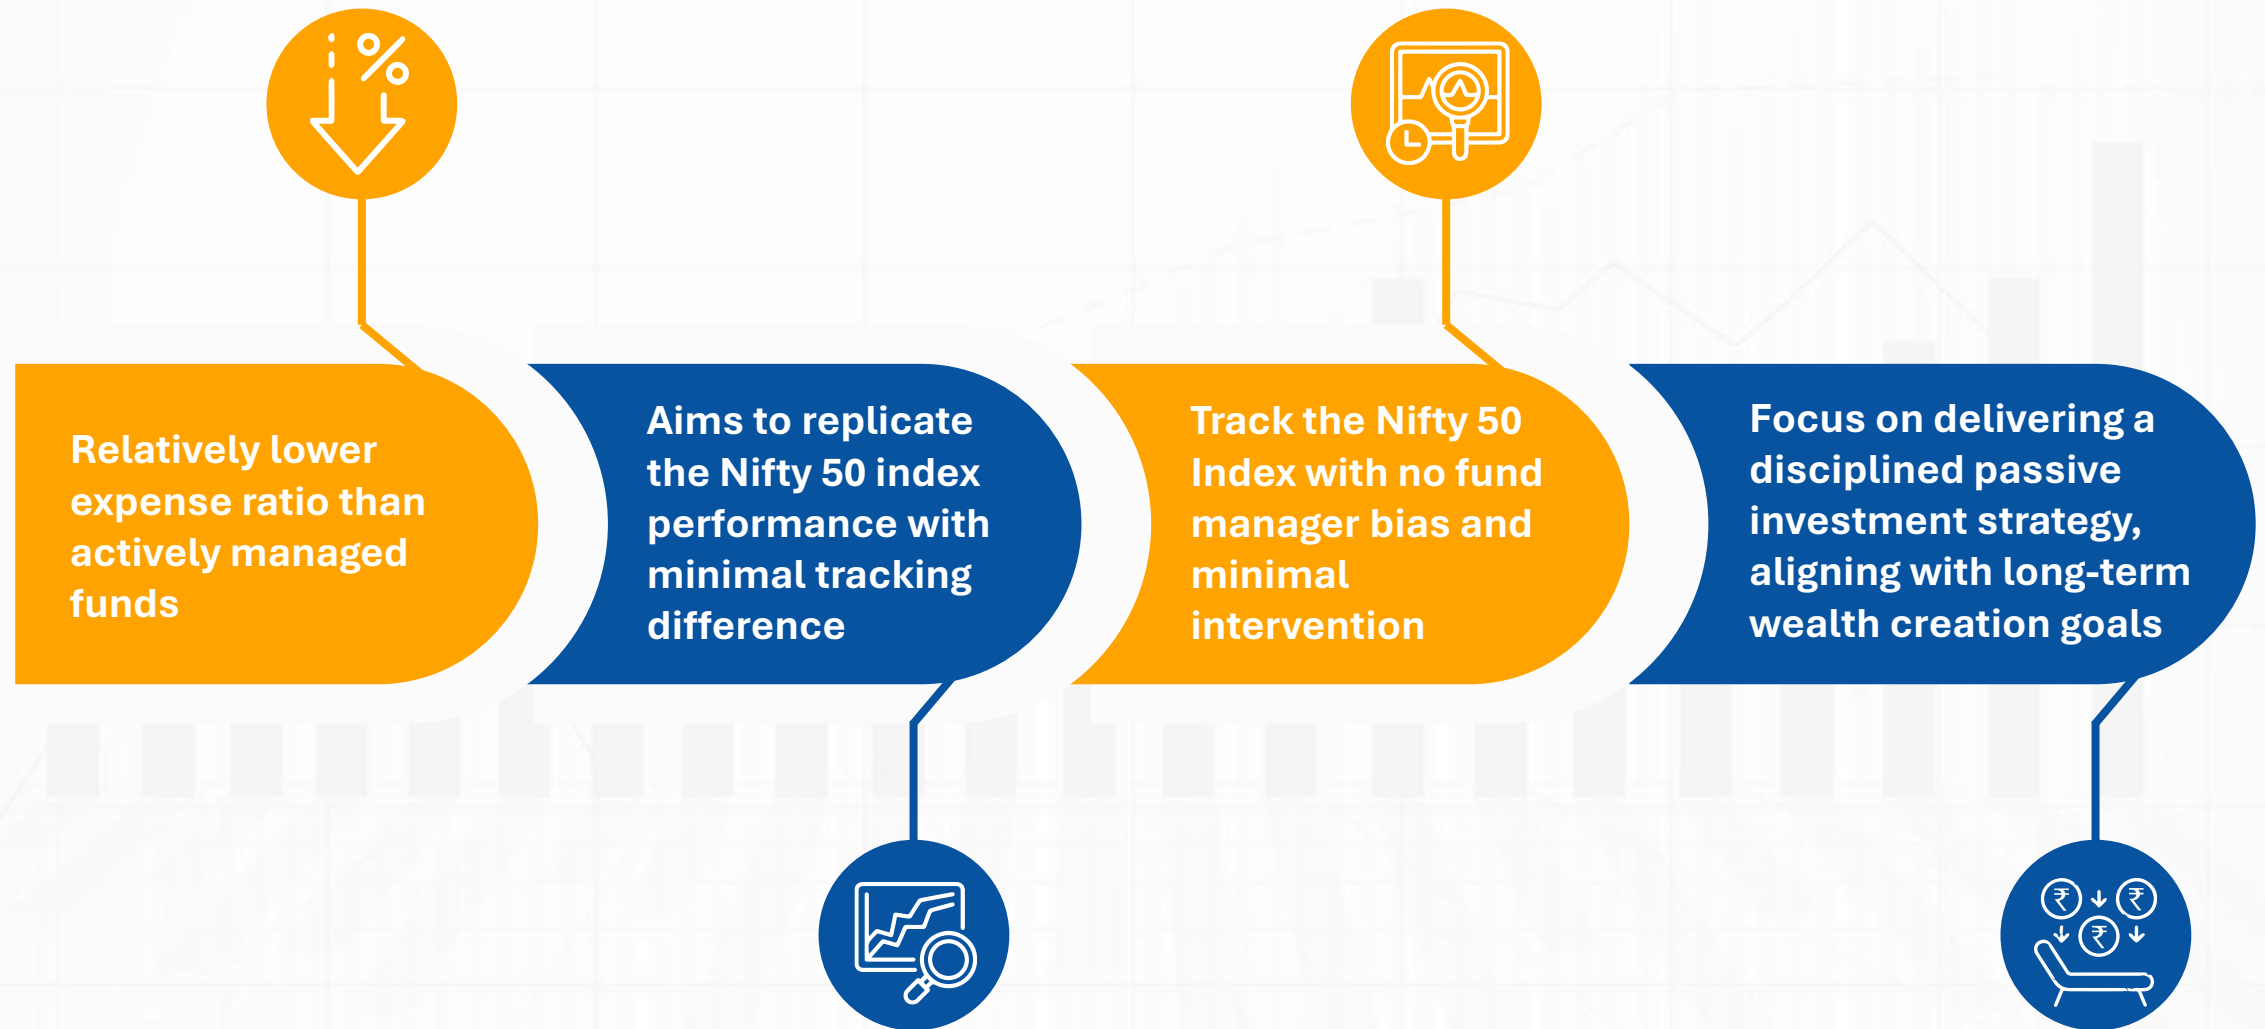 Relatively lower
expense ratio than
actively managed
funds
Aims to replicate
the Nifty 50 index
performance with
minimal tracking
difference
Track the Nifty 50
Index with no fund
manager bias and
minimal
intervention
Focus on delivering a
disciplined passive
investment strategy,
aligning with long-term
wealth creation goals
%
₹ ₹
₹